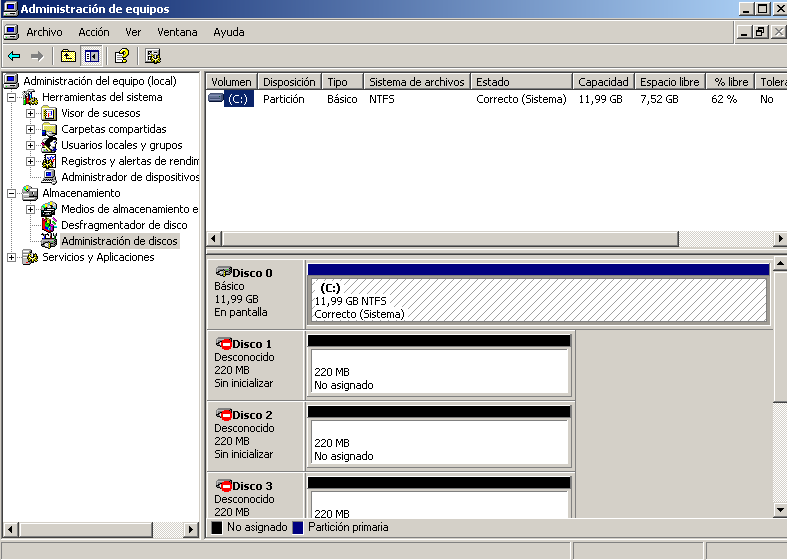 Administración de equipos
Archivo Acción Ver Ventana Ayuda
Administración del equipo (local)
Herramientas del sistema
Visor de sucesos
Carpetas compartidas
Usuarios locales y grupos
Registros y alertas de rendin
Administrador de dispositivos
Almacenamiento
Medios de almacenamiento e
Desfragmentador de disco
Administración de discos
Servicios y Aplicaciones
Volumen Disposición Tipo Sistema de archivos Estado Capacidad Espacio libre % libre Tolera
(C:) Partición Básico NTFS Correcto (Sistema) 11,99 GB 7,52 GB 62 % No
Disco 0
Básico
11,99 GB
En pantalla
(C:)
11,99 GB NTFS
Correcto (Sistema)
Disco 1
Desconocido
220 MB
Sin inicializar
220 MB
No asignado
Disco 2
Desconocido
220 MB
Sin inicializar
220 MB
No asignado
Disco 3
Desconocido
220 MB
220 MB
No asignado Partición primaria